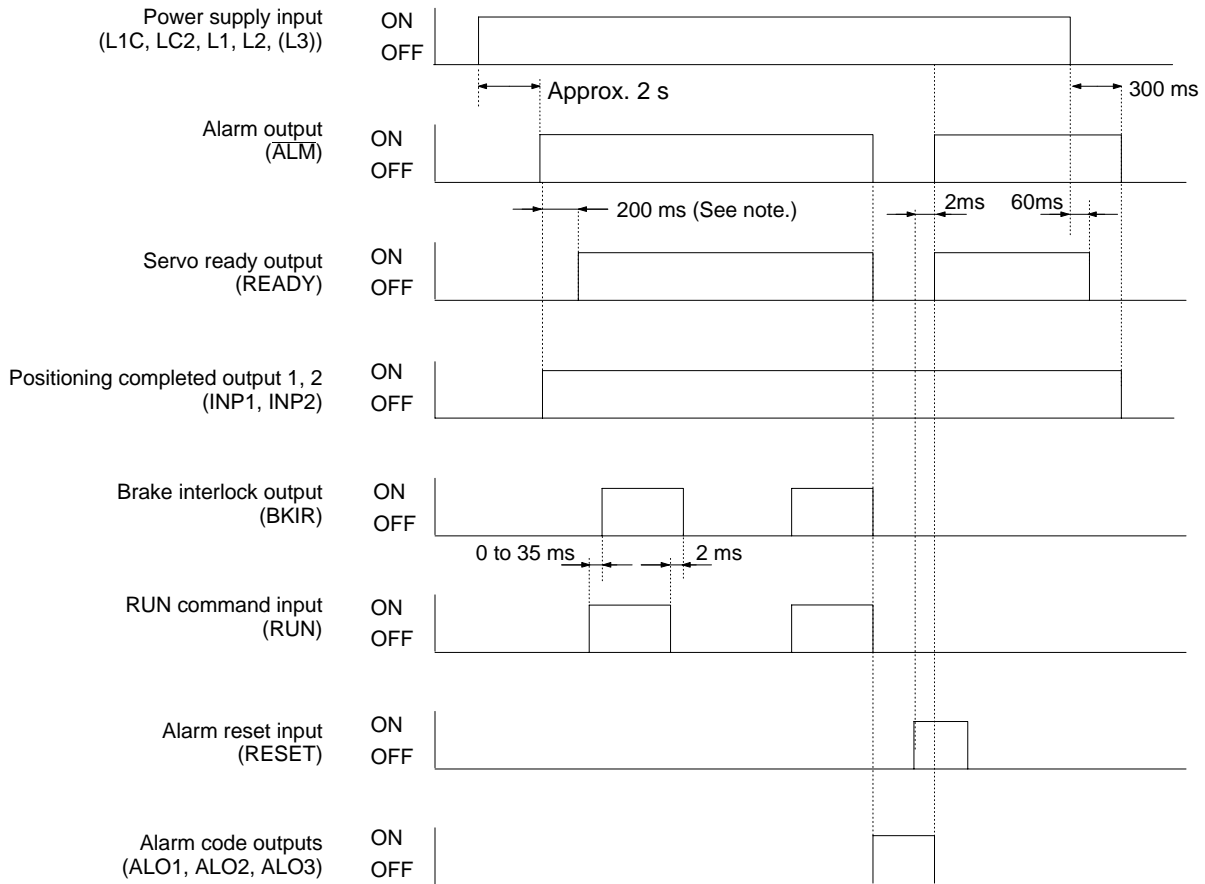 Power supply input
(L1C, LC2, L1, L2, (L3))
ON
OFF
Approx. 2 s
300 ms
Alarm output
(ALM)
ON
OFF
200 ms (See note.)
2ms
60ms
Servo ready output
(READY)
ON
OFF
Positioning completed output 1, 2
(INP1, INP2)
ON
OFF
Brake interlock output
(BKIR)
ON
OFF
0 to 35 ms
2 ms
RUN command input
(RUN)
ON
OFF
Alarm reset input
(RESET)
ON
OFF
Alarm code outputs
(ALO1, ALO2, ALO3)
ON
OFF